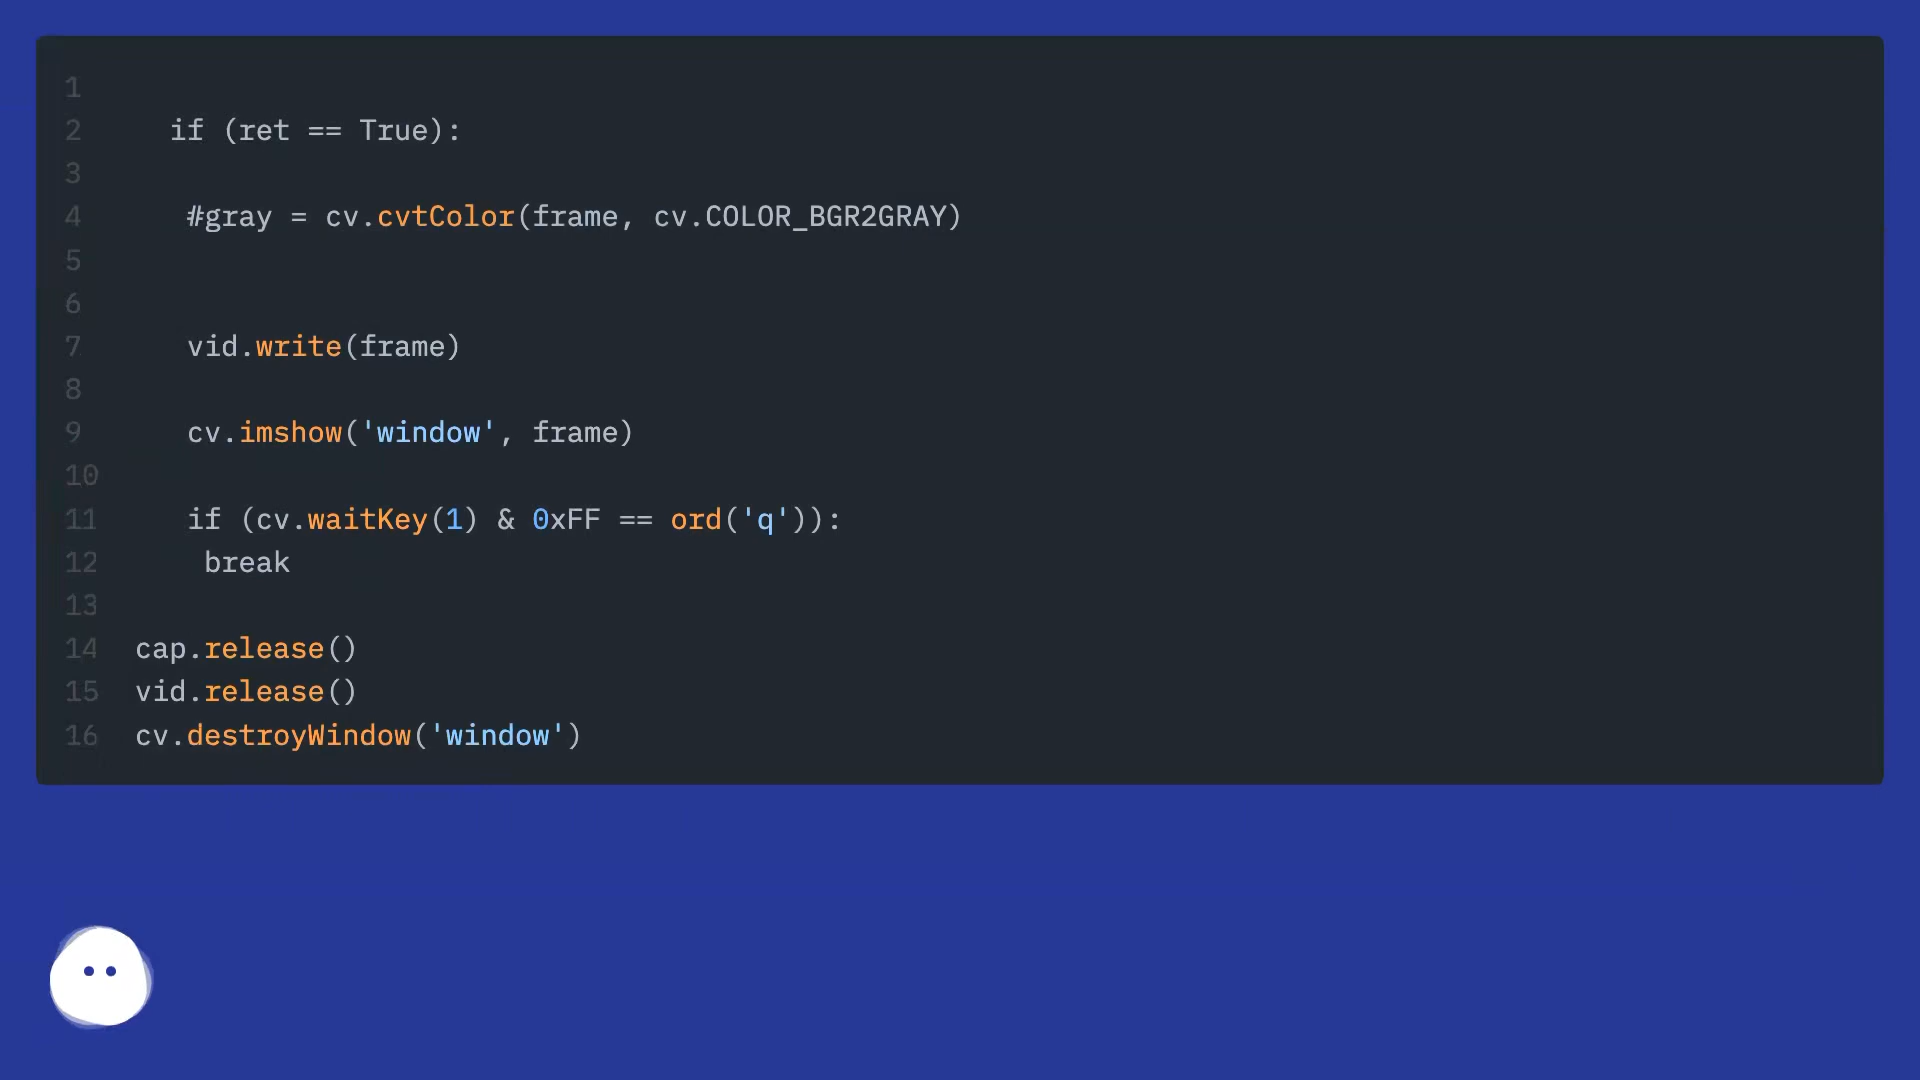 1
2 if (ret == True):
3
4 #gray = cv.cvtColor(frame, cv.COLOR_BGR2GRAY)
5
6
7 vid.write(frame)
8
9 cv.imshow('window', frame)
10
11 if (cv.waitKey(1) & 0xFF == ord('q')):
12 break
13
14 cap.release()
15 vid.release()
16 cv.destroyWindow('window')